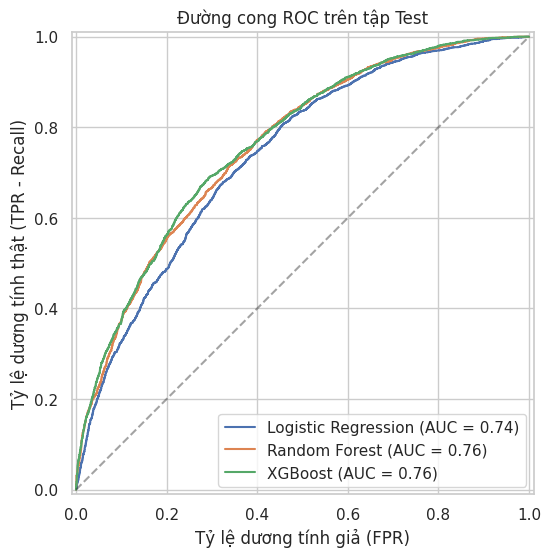 Đường cong ROC trên tập Test
Tỷ lệ dương tính thật (TPR - Recall)
1.0
0.8
0.6
0.4
0.2
0.0
Logistic Regression (AUC = 0.74)
Random Forest (AUC = 0.76)
XGBoost (AUC = 0.76)
0.0 0.2 0.4 0.6 0.8 1.0
Tỷ lệ dương tính giả (FPR)